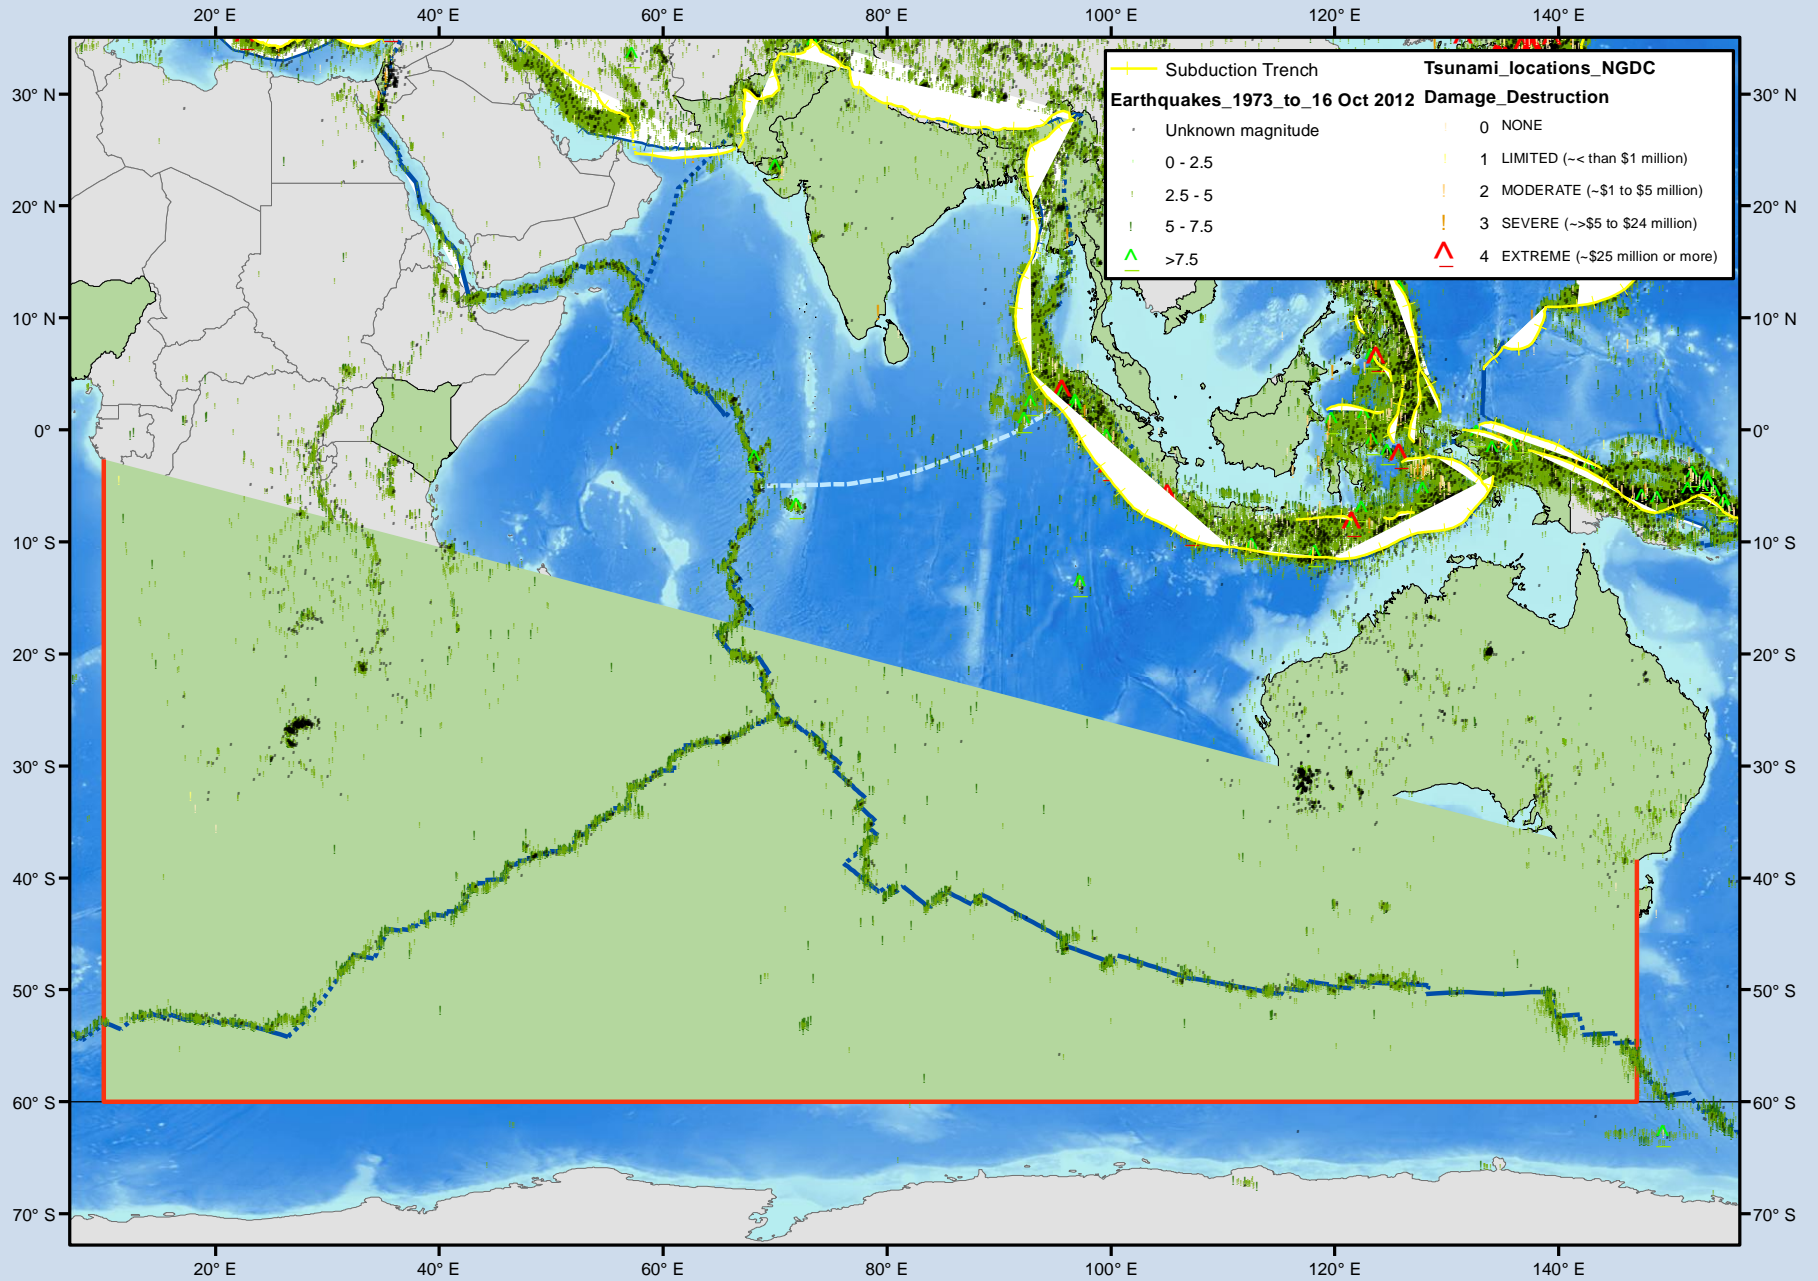 20° E 40° E 60° E 80° E 100° E 120° E 140° E
30° N 30° N
20° N 20° N
10° N 10° N
0° 0°
10° S 10° S
20° S 20° S
30° S 30° S
40° S 40° S
50° S 50° S
60° S 60° S
70° S 70° S
20° E 40° E 60° E 80° E 100° E 120° E 140° E
Subduction Trench
Earthquakes_1973_to_16 Oct 2012
Unknown magnitude
0 - 2.5
2.5 - 5
5 - 7.5
>7.5
Tsunami_locations_NGDC
Damage_Destruction
0 NONE
1 LIMITED (~< than $1 million)
2 MODERATE (~$1 to $5 million)
3 SEVERE (~>$5 to $24 million)
4 EXTREME (~$25 million or more)